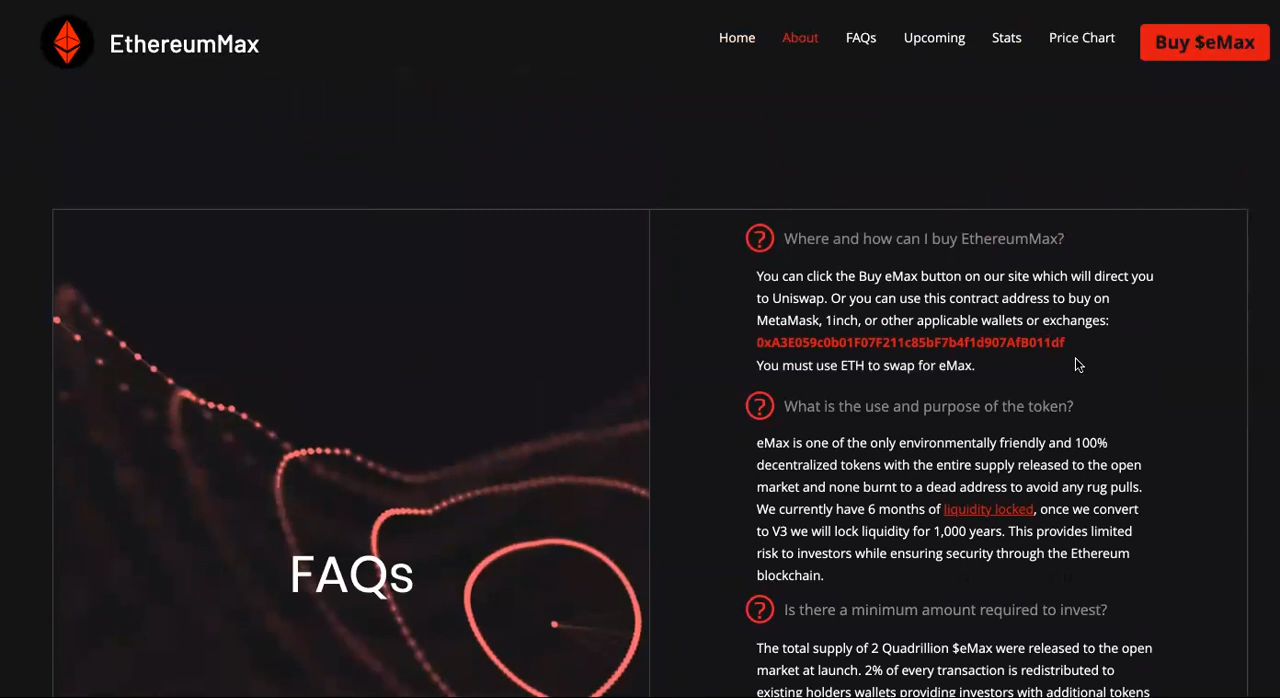 EthereumMax
Home
About
FAQs
Upcoming
Stats
Price Chart
Buy $eMax
FAQs
Where and how can I buy EthereumMax?
You can click the Buy eMax button on our site which will direct you
to Uniswap. Or you can use this contract address to buy on
MetaMask, 1inch, or other applicable wallets or exchanges:
0xA3E059c0b01F07F211c85bF7b4f1d907AfB011df
You must use ETH to swap for eMax.
What is the use and purpose of the token?
eMax is one of the only environmentally friendly and 100%
decentralized tokens with the entire supply released to the open
market and none burnt to a dead address to avoid any rug pulls.
We currently have 6 months of liquidity locked, once we convert
to V3 we will lock liquidity for 1,000 years. This provides limited
risk to investors while ensuring security through the Ethereum
blockchain.
Is there a minimum amount required to invest?
The total supply of 2 Quadrillion $eMax were released to the open
market at launch. 2% of every transaction is redistributed to
existing holders wallets providing investors with additional tokens